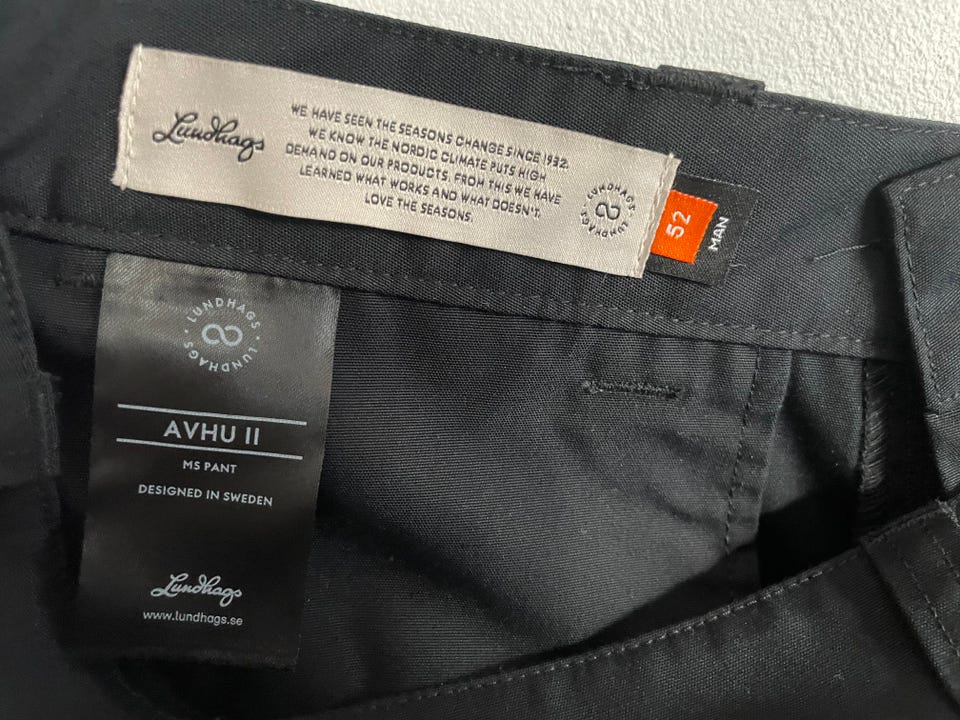 Lundhags
WE HAVE SEEN THE SEASONS CHANGE SINCE 1932.
WE KNOW THE NORDIC CLIMATE PUTS HIGH
DEMAND ON OUR PRODUCTS. FROM THIS WE HAVE
LEARNED WHAT WORKS AND WHAT DOESN'T.
LOVE THE SEASONS.
LUNDHAGS · LUNDHAGS ·
52
MAN
LUNDHAGS · LUNDHAGS ·
AVHU II
MS PANT
DESIGNED IN SWEDEN
Lundhags
www.lundhags.se